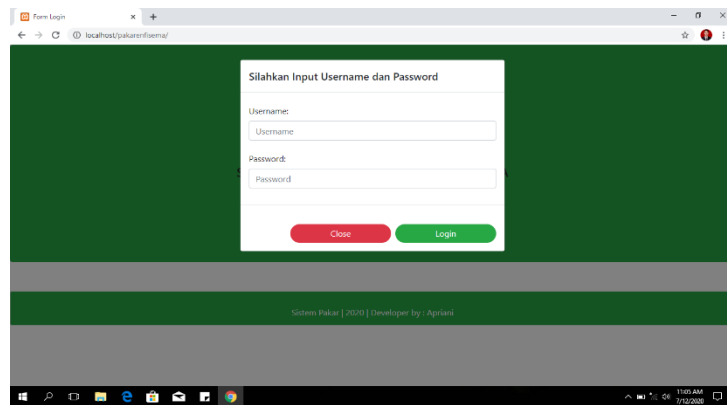 Form Login
localhost/pakarenfisema/
Silahkan Input Username dan Password
Username:
Username
Password:
Password
Close
Login
Sistem Pakar | 2020 | Developer by : Apriani
11:05 AM
7/12/2020